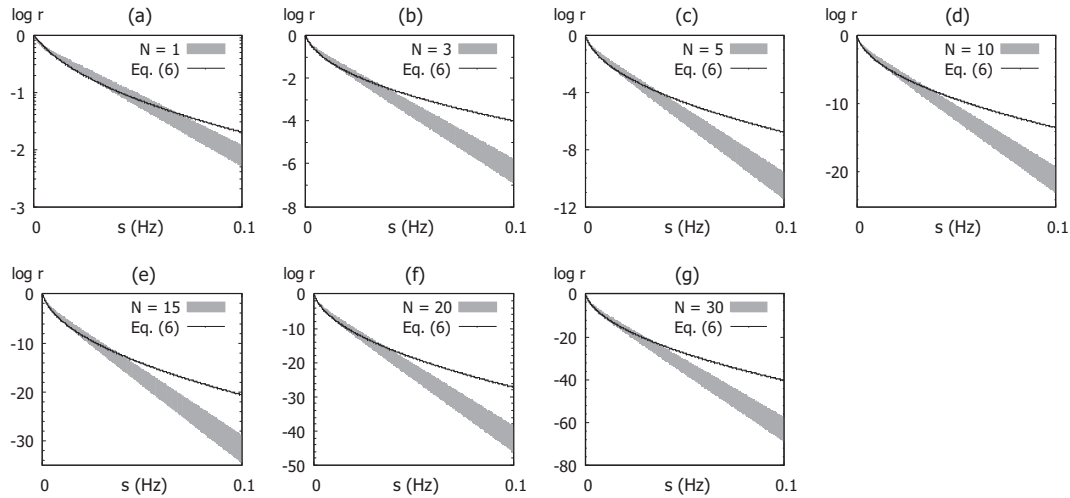 log r (a)
0
N = 1
Eq. (6)
-1
-2
-3
0 s (Hz) 0.1
log r (b)
0
N = 3
Eq. (6)
-2
-4
-6
-8
0 s (Hz) 0.1
log r (c)
0
N = 5
Eq. (6)
-4
-8
-12
0 s (Hz) 0.1
log r (d)
0
N = 10
Eq. (6)
-10
-20
0 s (Hz) 0.1
log r (e)
0
N = 15
Eq. (6)
-10
-20
-30
0 s (Hz) 0.1
log r (f)
0
N = 20
Eq. (6)
-10
-20
-30
-40
-50
0 s (Hz) 0.1
log r (g)
0
N = 30
Eq. (6)
-20
-40
-60
-80
0 s (Hz) 0.1